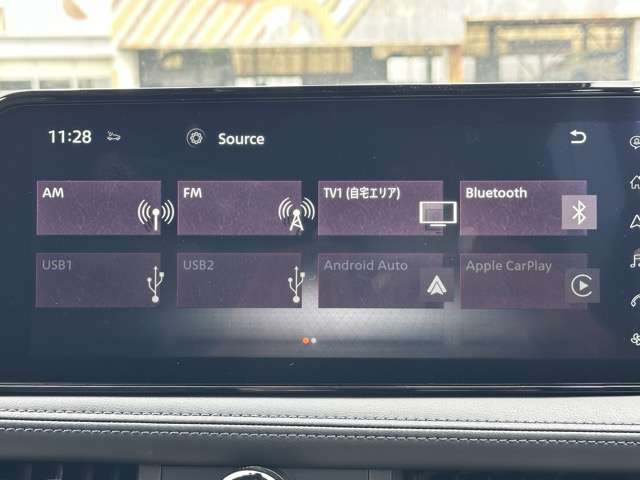 11:28 Source
AM FM TV1 (自宅エリア) Bluetooth
USB1 USB2 Android Auto Apple CarPlay